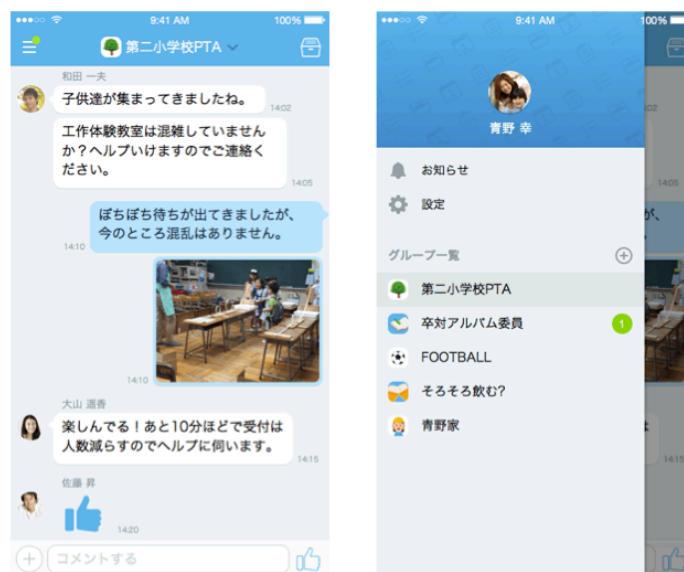 9:41 AM
100%
第二小学校PTA
和田 一夫
子供達が集まってきましたね。
14:02
工作体験教室は混雑していません
か？ヘルプいけますのでご連絡く
ださい。
14:05
ぼちぼち待ちが出てきましたが、
今のところ混乱はありません。
14:10
14:10
大山 遥香
楽しんでる！あと10分ほどで受付は
人数減らすのでヘルプに伺います。
14:15
佐藤 昇
14:20
コメントする
9:41 AM
100%
青野 幸
お知らせ
設定
グループ一覧
第二小学校PTA
卒対アルバム委員
1
FOOTBALL
そろそろ飲む?
青野家
02
14:05
が、
。
は
14:15